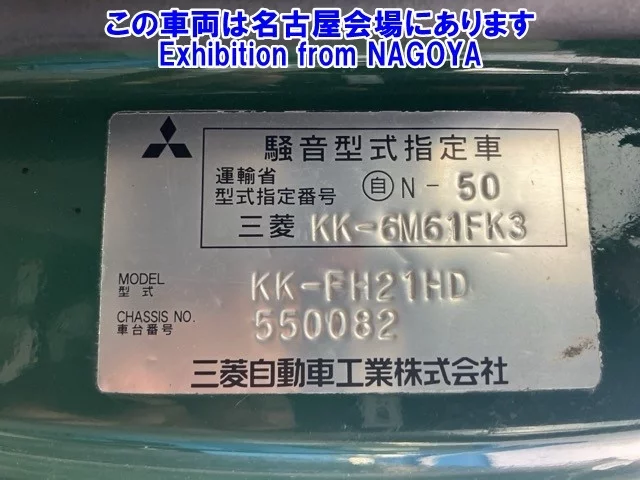 この車両は名古屋会場にあります
Exhibition from NAGOYA
騒音型式指定車
運輸省
型式指定番号 自 N - 50
三菱 KK-6M61FK3
MODEL
型式 KK-FH21HD
CHASSIS NO.
車台番号 550082
三菱自動車工業株式会社